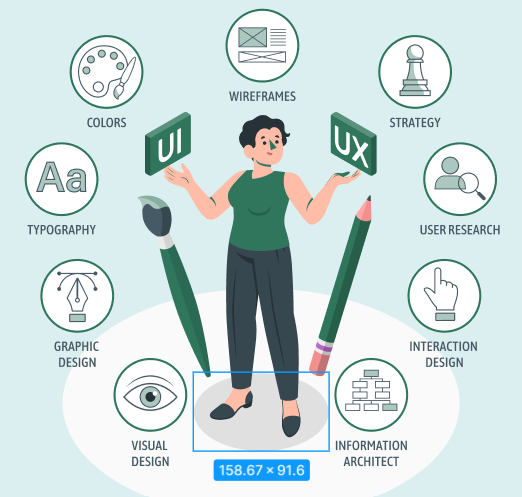 WIREFRAMES
COLORS
STRATEGY
UI
UX
Aa
TYPOGRAPHY
USER RESEARCH
GRAPHIC
DESIGN
INTERACTION
DESIGN
VISUAL
DESIGN
INFORMATION
ARCHITECT
158.67 × 91.6